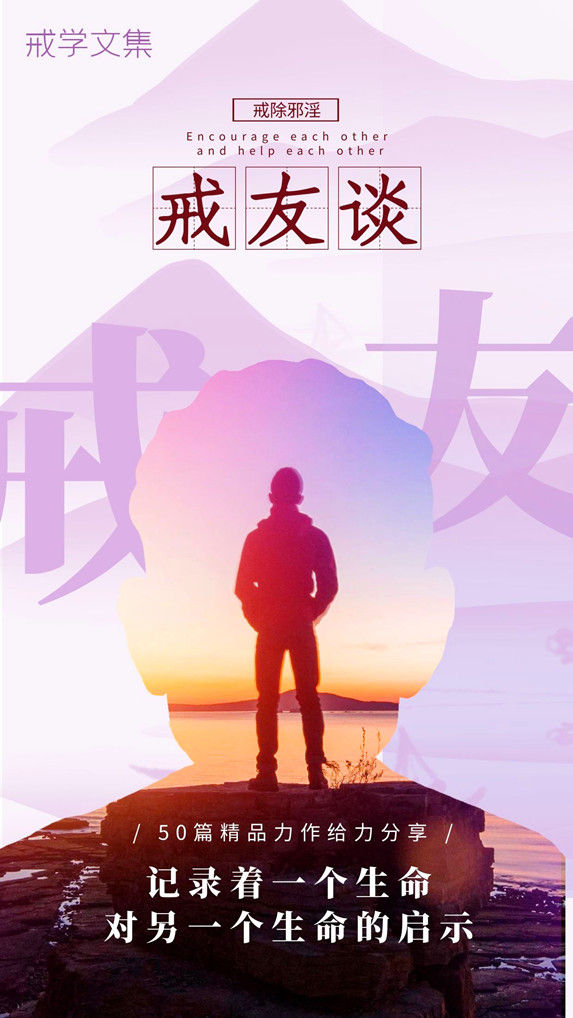 戒学文集
戒除邪淫
Encourage each other
and help each other
戒友谈
戒友
/ 50篇精品力作给力分享 /
记录着一个生命
对另一个生命的启示